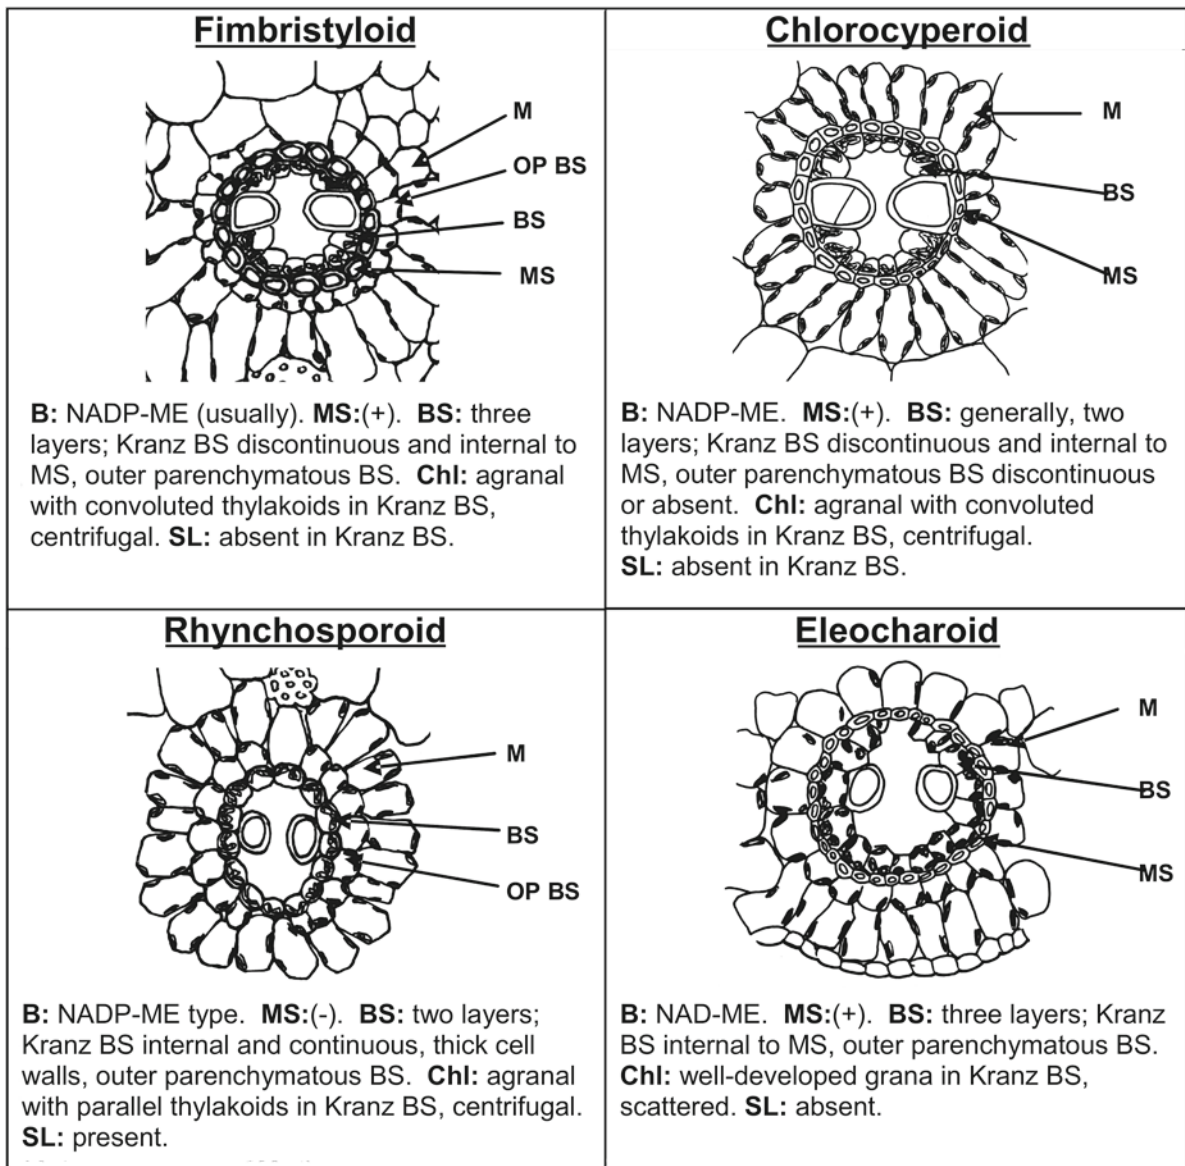 Fimbristyloid
M
OP BS
BS
MS
B: NADP-ME (usually). MS:(+). BS: three
layers; Kranz BS discontinuous and internal to
MS, outer parenchymatous BS. Chl: agranal
with convoluted thylakoids in Kranz BS,
centrifugal. SL: absent in Kranz BS.
Chlorocyperoid
M
BS
MS
B: NADP-ME. MS:(+). BS: generally, two
layers; Kranz BS discontinuous and internal to
MS, outer parenchymatous BS discontinuous
or absent. Chl: agranal with convoluted
thylakoids in Kranz BS, centrifugal.
SL: absent in Kranz BS.
Rhynchosporoid
M
BS
OP BS
B: NADP-ME type. MS:(-). BS: two layers;
Kranz BS internal and continuous, thick cell
walls, outer parenchymatous BS. Chl: agranal
with parallel thylakoids in Kranz BS, centrifugal.
SL: present.
Eleocharoid
M
BS
MS
B: NAD-ME. MS:(+). BS: three layers; Kranz
BS internal to MS, outer parenchymatous BS.
Chl: well-developed grana in Kranz BS,
scattered. SL: absent.